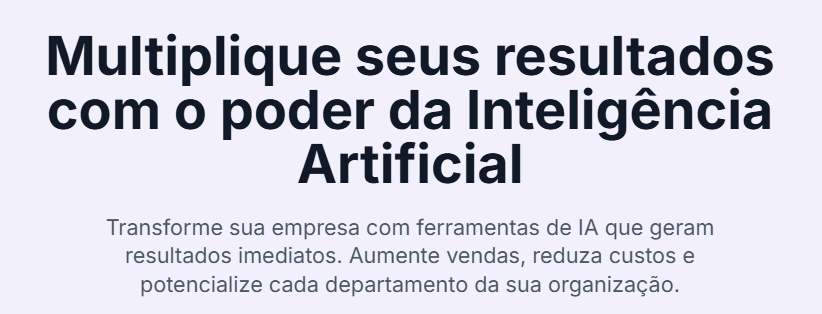 Multiplique seus resultados
com o poder da Inteligência
Artificial
Transforme sua empresa com ferramentas de IA que geram
resultados imediatos. Aumente vendas, reduza custos e
potencialize cada departamento da sua organização.